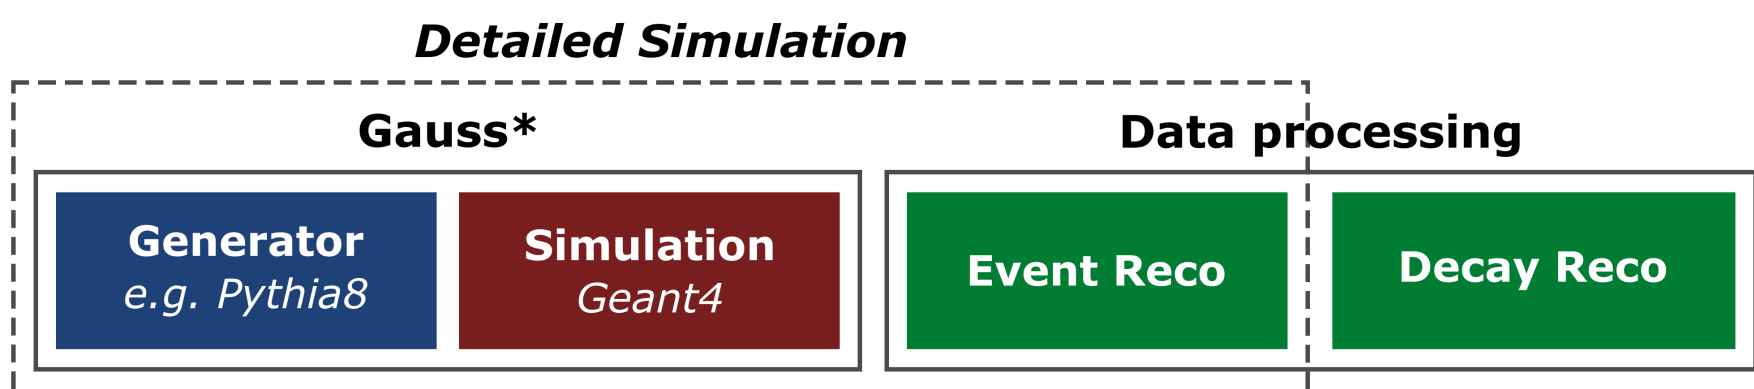 Detailed Simulation
Gauss*
Data processing
Generator
e.g. Pythia8
Simulation
Geant4
Event Reco
Decay Reco